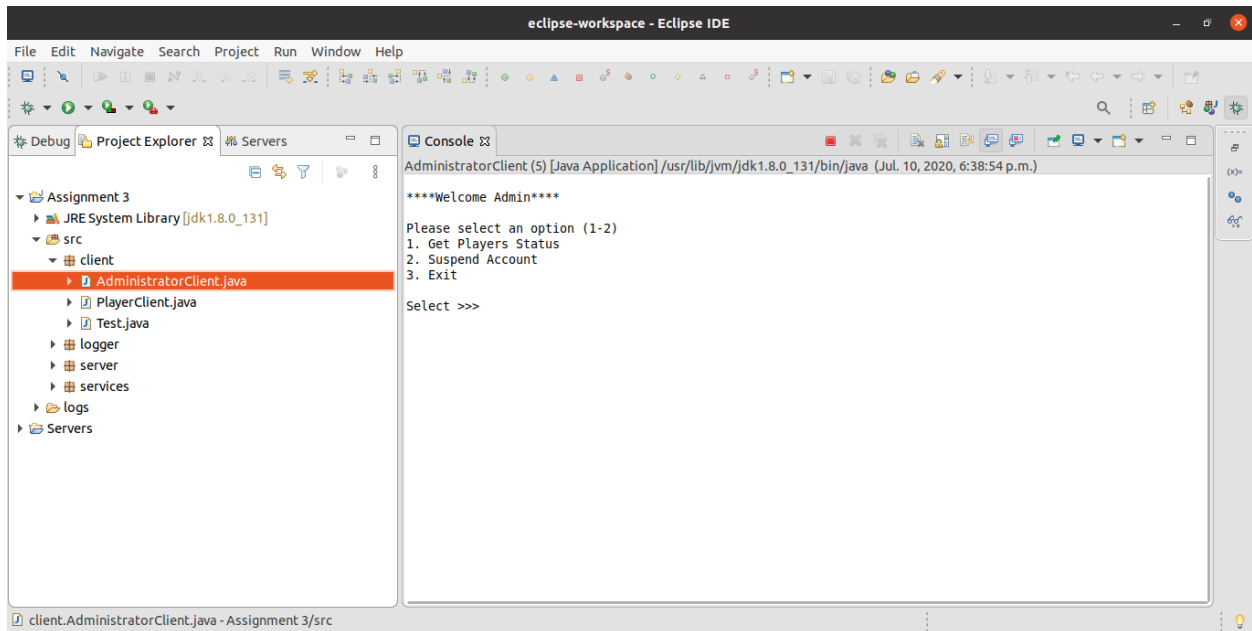 eclipse-workspace - Eclipse IDE
File Edit Navigate Search Project Run Window Help
Debug Project Explorer Servers
Console
AdministratorClient (5) [Java Application] /usr/lib/jvm/jdk1.8.0_131/bin/java (Jul. 10, 2020, 6:38:54 p.m.)
Assignment 3
JRE System Library [jdk1.8.0_131]
src
client
AdministratorClient.java
PlayerClient.java
Test.java
logger
server
services
logs
Servers
****Welcome Admin****
Please select an option (1-2)
1. Get Players Status
2. Suspend Account
3. Exit
Select >>>
client.AdministratorClient.java - Assignment 3/src